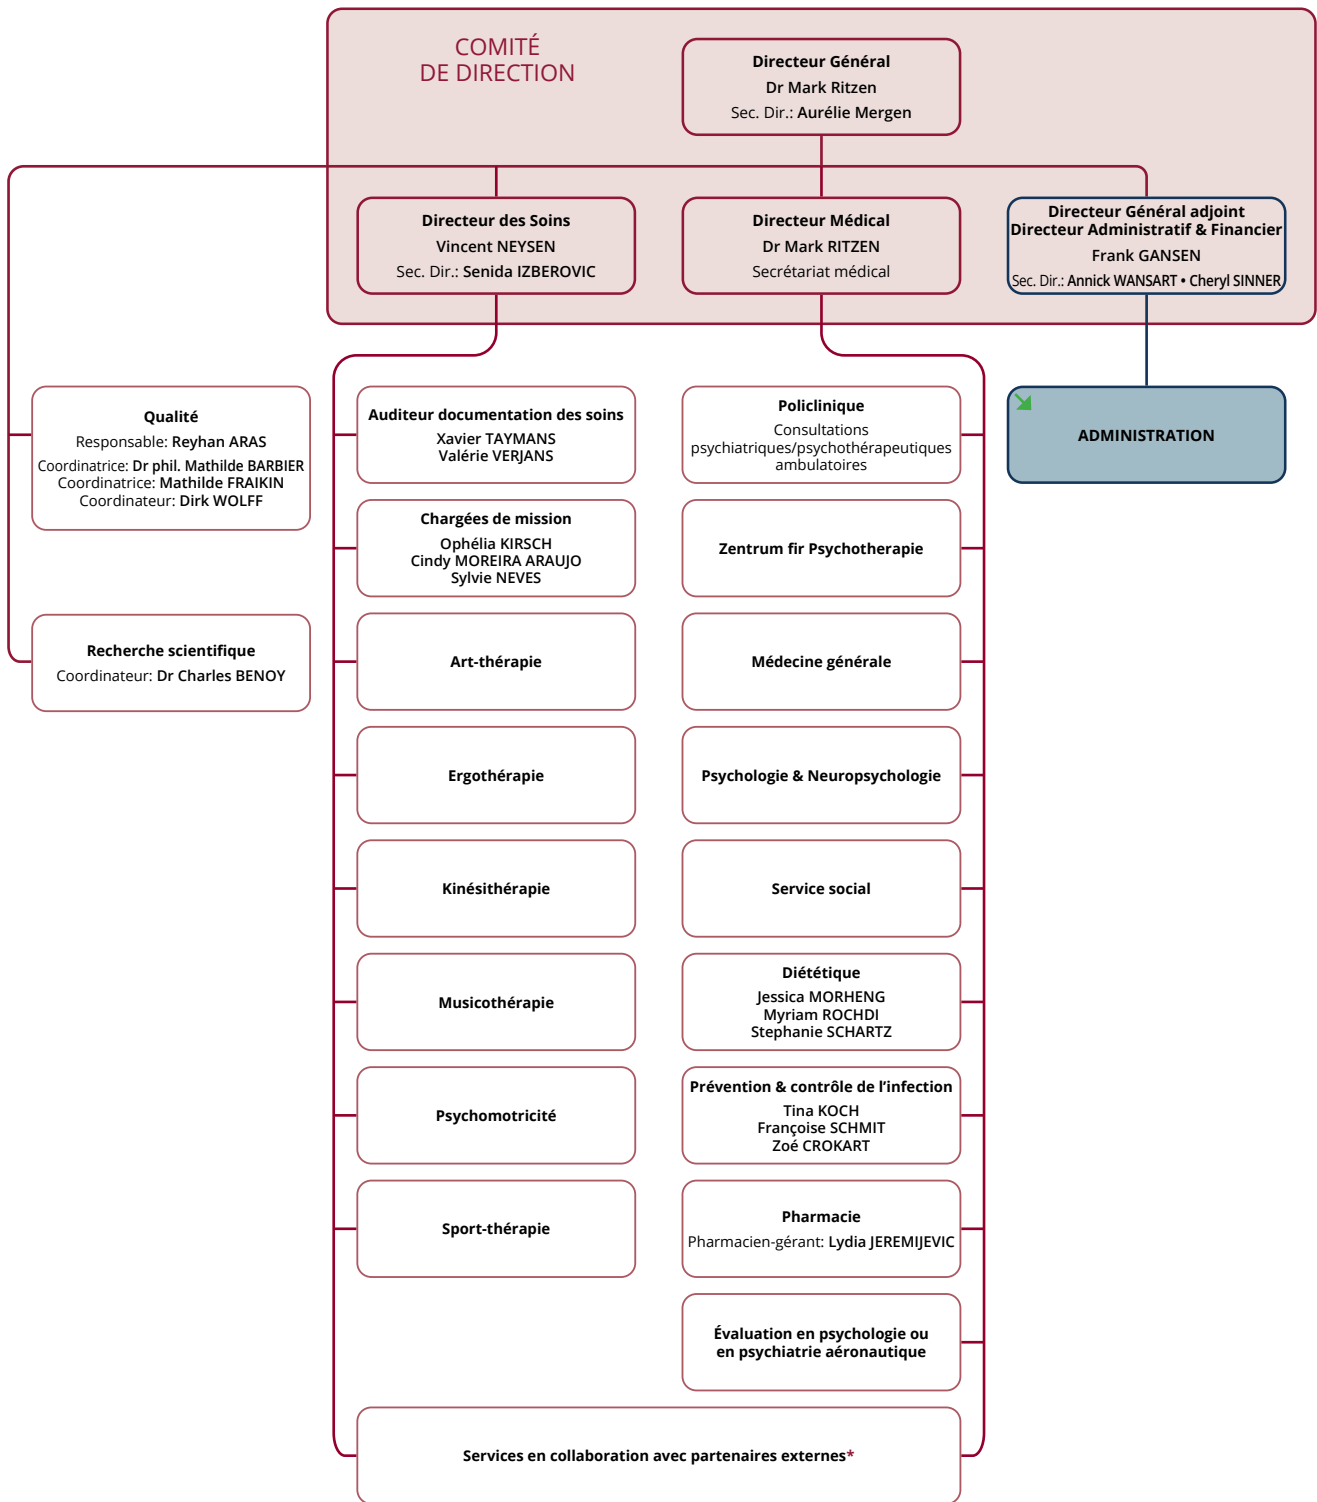 COMITÉ
DE DIRECTION
Directeur Général
Dr Mark Ritzen
Sec. Dir.: Aurélie Mergen
Directeur des Soins
Vincent NEYSEN
Sec. Dir.: Senida IZBEROVIC
Directeur Médical
Dr Mark RITZEN
Secrétariat médical
Directeur Général adjoint
Directeur Administratif & Financier
Frank GANSEN
Sec. Dir.: Annick WANSART • Cheryl SINNER
Qualité
Responsable: Reyhan ARAS
Coordinatrice: Dr phil. Mathilde BARBIER
Coordinatrice: Mathilde FRAIKIN
Coordinateur: Dirk WOLFF
Recherche scientifique
Coordinateur: Dr Charles BENOY
Auditeur documentation des soins
Xavier TAYMANS
Valérie VERJANS
Chargées de mission
Ophélia KIRSCH
Cindy MOREIRA ARAUJO
Sylvie NEVES
Art-thérapie
Ergothérapie
Kinésithérapie
Musicothérapie
Psychomotricité
Sport-thérapie
Policlinique
Consultations
psychiatriques/psychothérapeutiques
ambulatoires
Zentrum fir Psychotherapie
Médecine générale
Psychologie & Neuropsychologie
Service social
Diététique
Jessica MORHENG
Myriam ROCHDI
Stephanie SCHARTZ
Prévention & contrôle de l’infection
Tina KOCH
Françoise SCHMIT
Zoé CROKART
Pharmacie
Pharmacien-gérant: Lydia JEREMIJEVIC
Évaluation en psychologie ou
en psychiatrie aéronautique
ADMINISTRATION
Services en collaboration avec partenaires externes*